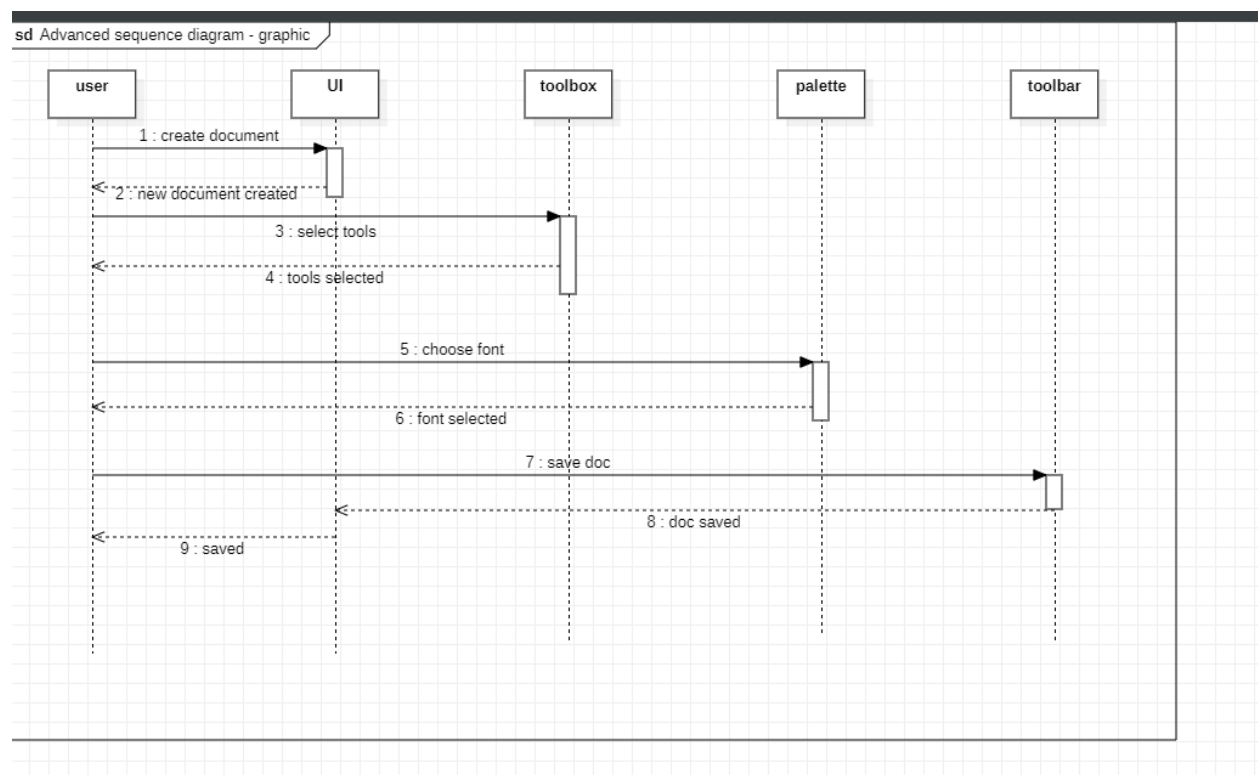 sd Advanced sequence diagram - graphic
user
UI
toolbox
palette
toolbar
1 : create document
2 : new document created
3 : select tools
4 : tools selected
5 : choose font
6 : font selected
7 : save doc
8 : doc saved
9 : saved